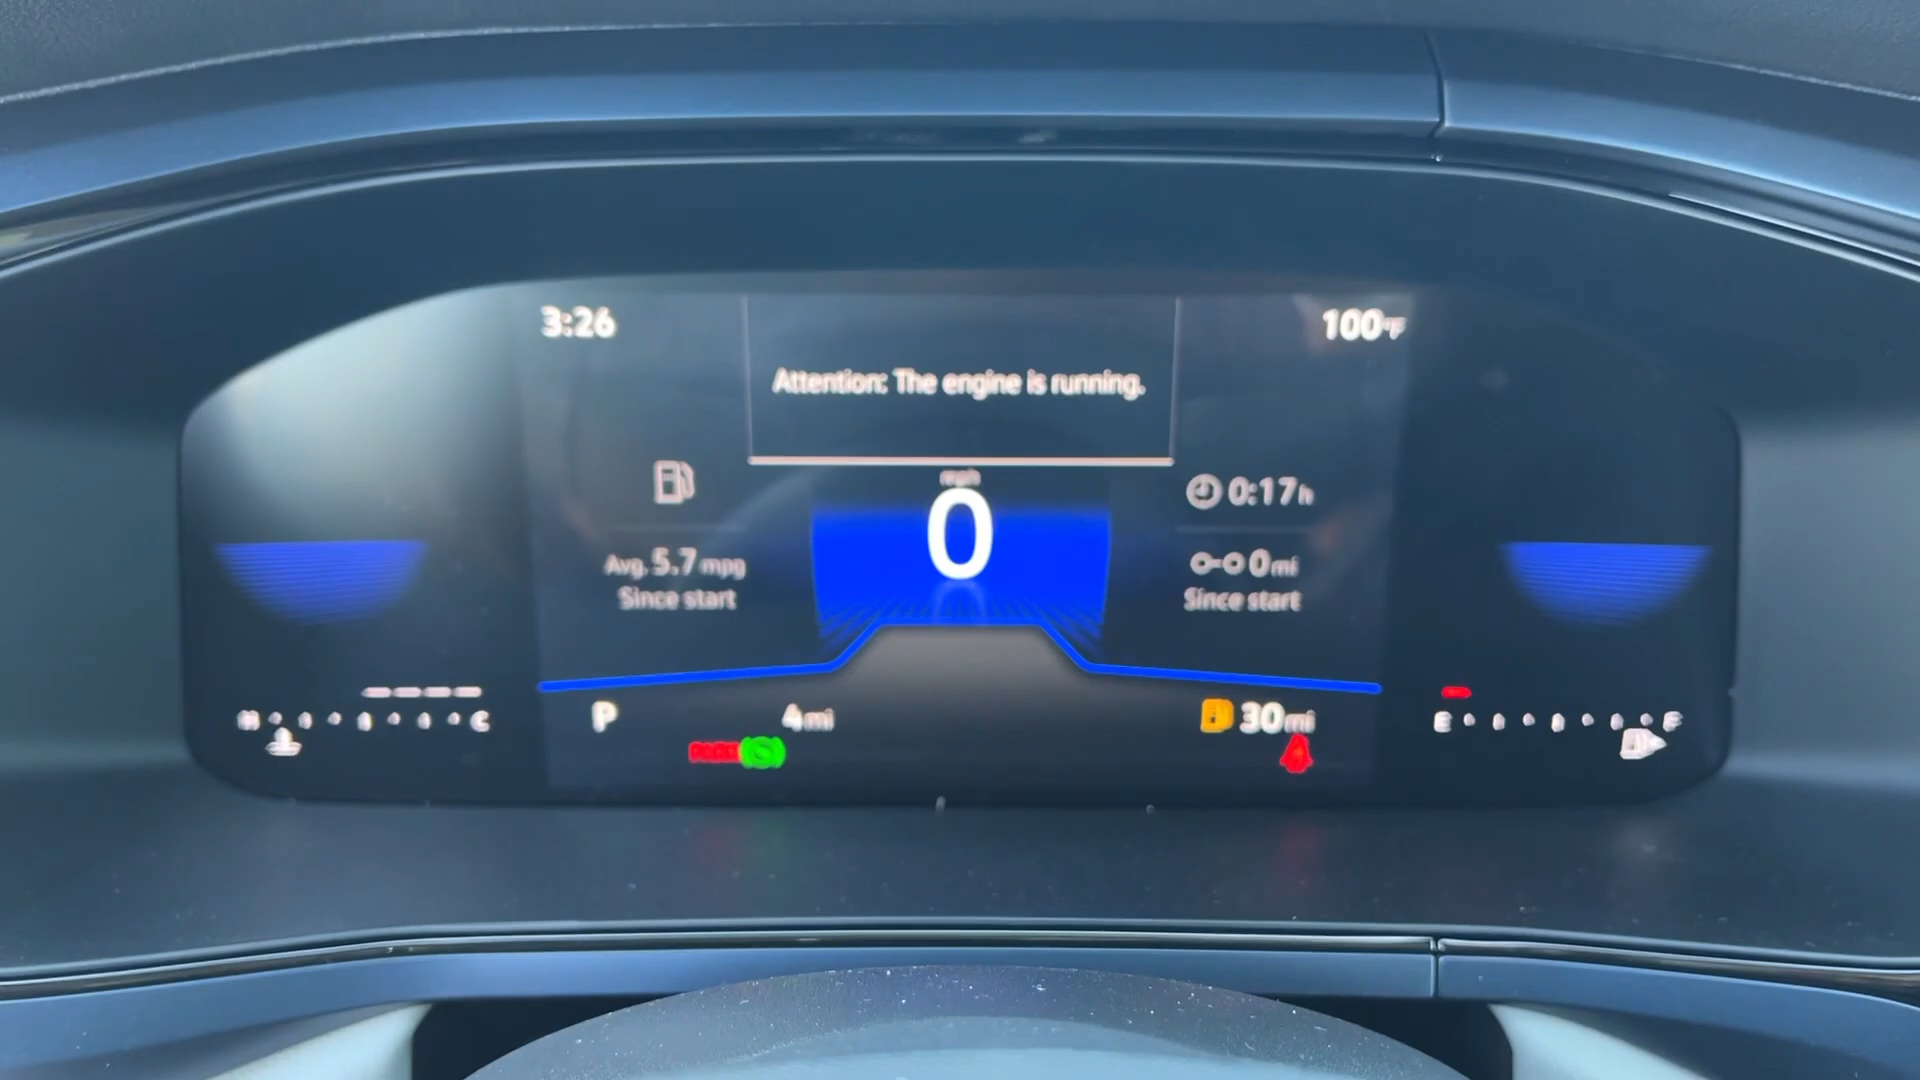 3:26
100°F
Attention: The engine is running.
mph
0
0:17h
Avg. 5.7 mpg
Since start
0mi
Since start
P
4mi
30mi
H
C
E
F